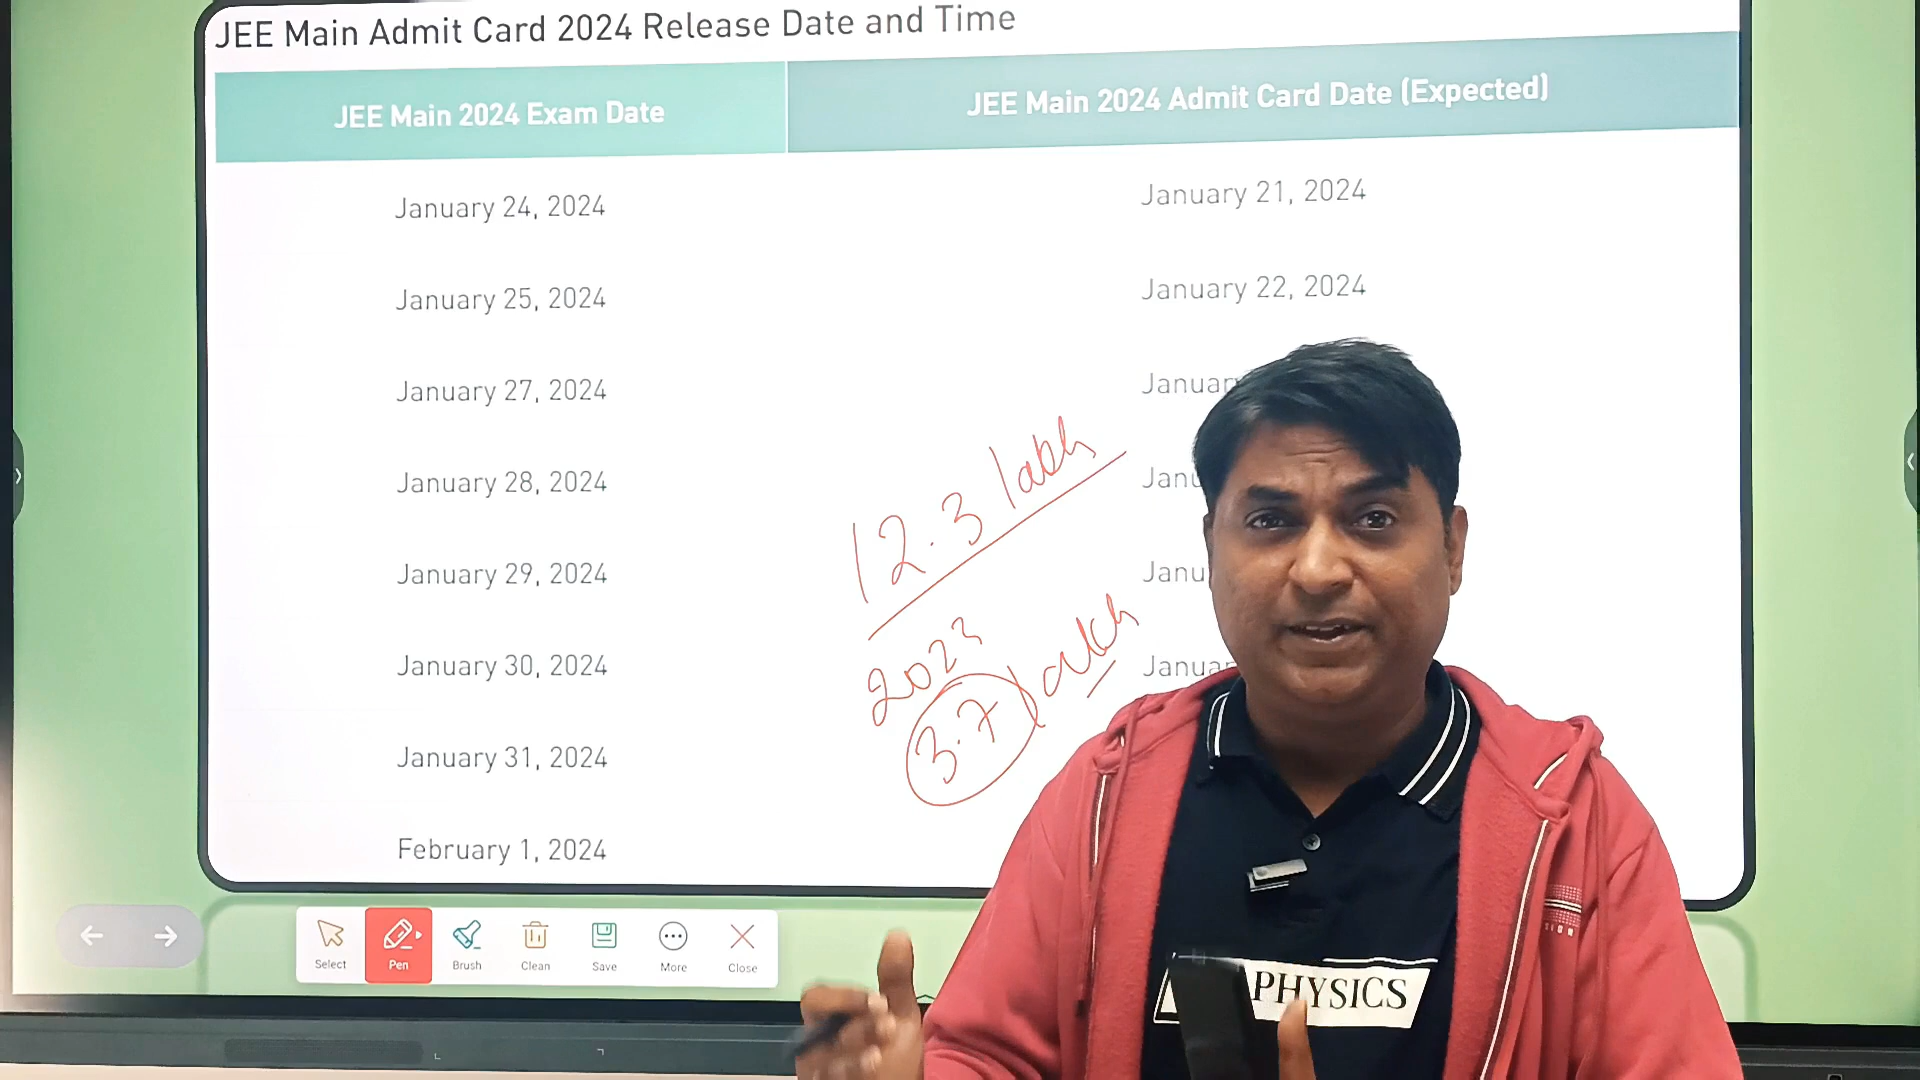 JEE Main Admit Card 2024 Release Date and Time
JEE Main 2024 Exam Date
JEE Main 2024 Admit Card Date (Expected)
January 24, 2024
January 21, 2024
January 25, 2024
January 22, 2024
January 27, 2024
January 28, 2024
January 29, 2024
January 30, 2024
January 31, 2024
February 1, 2024
12.3 lakh
2023
3.7 lakh
Select
Pen
Brush
Clean
Save
More
Close
PHYSICS